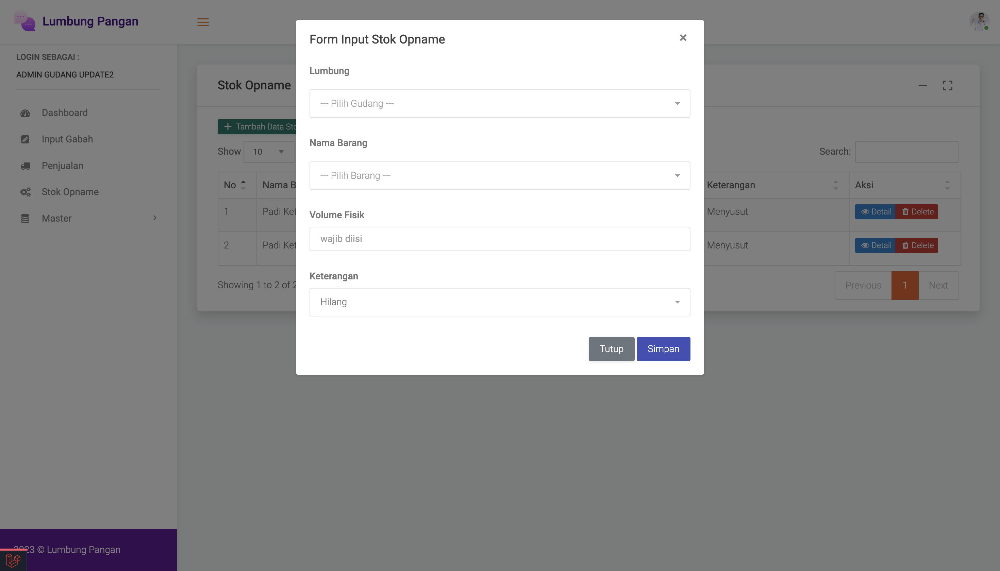 Lumbung Pangan
LOGIN SEBAGAI :
ADMIN GUDANG UPDATE2
Dashboard
Input Gabah
Penjualan
Stok Opname
Master
2023 © Lumbung Pangan
Stok Opname
+ Tambah Data Sto
Show 10
Search:
No Nama B Keterangan Aksi
1 Padi Ket Menyusut Detail Delete
2 Padi Ket Menyusut Detail Delete
Showing 1 to 2 of 2
Previous 1 Next
Form Input Stok Opname ×
Lumbung
--- Pilih Gudang ---
Nama Barang
--- Pilih Barang ---
Volume Fisik
wajib diisi
Keterangan
Hilang
Tutup Simpan